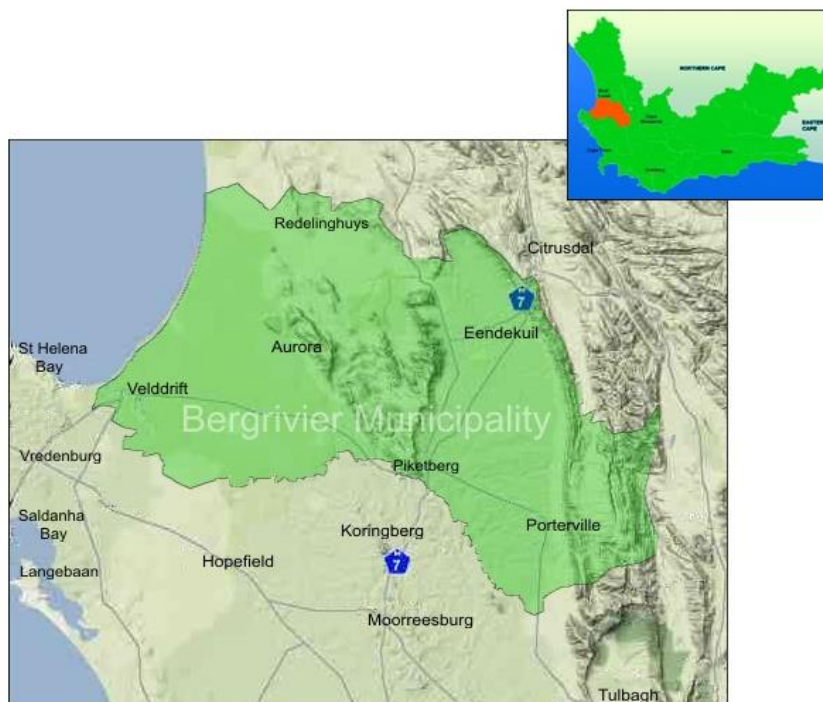 NORTHERN CAPE
EASTERN
CAPE
Redelinghuys
Citrusdal
N
7
Eendekuil
Aurora
St Helena
Bay
Velddrift
Bergrivier Municipality
Vredenburg
Piketberg
Saldanha
Bay
Koringberg
Porterville
Langebaan
Hopefield
N
7
Moorreesburg
Tulbagh